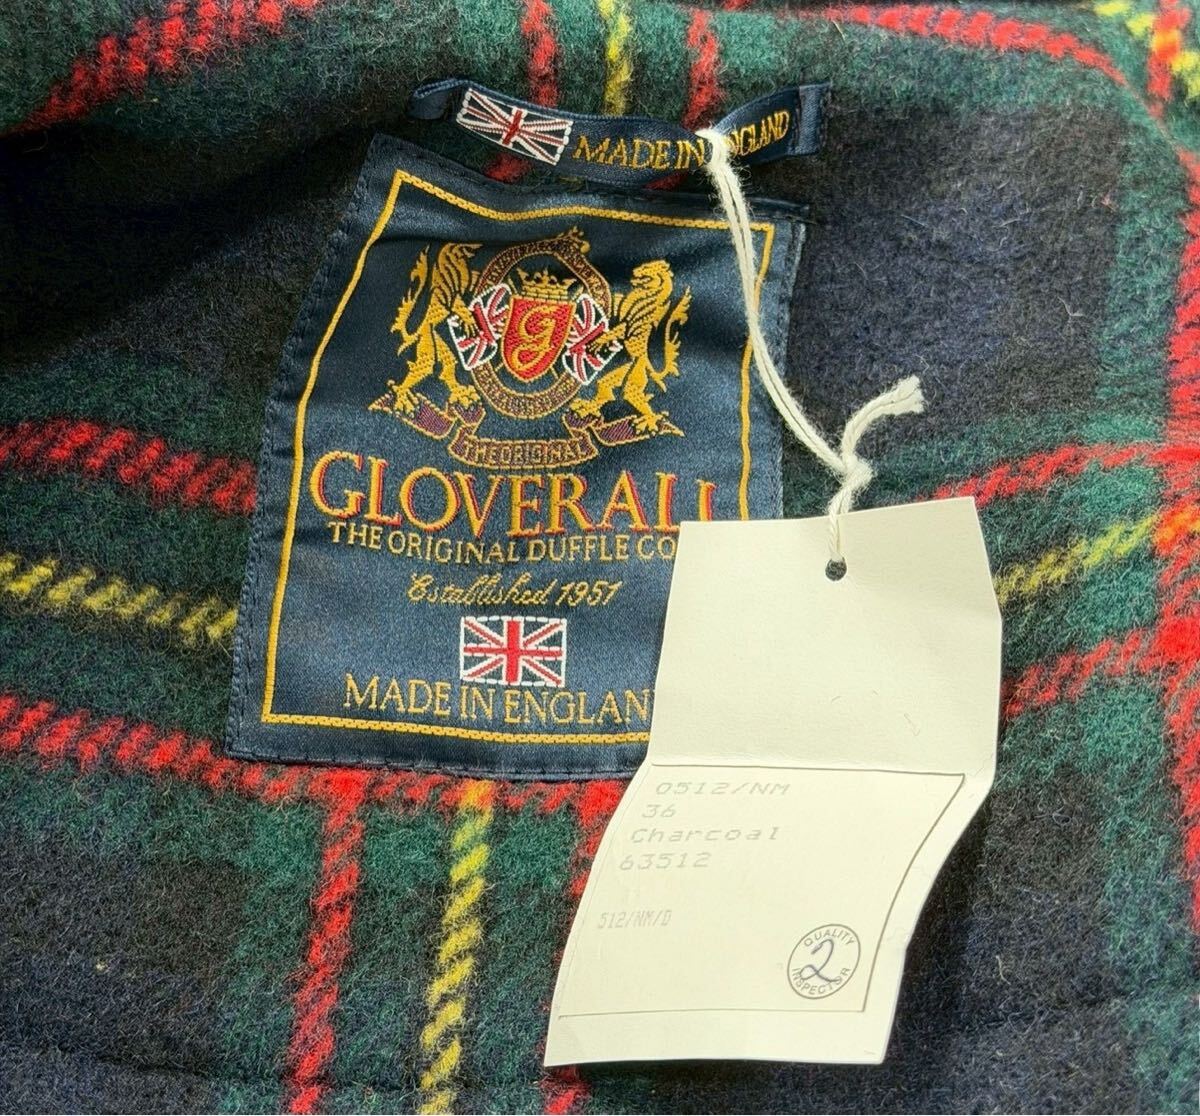 MADE IN ENGLAND
G
THE ORIGINAL
GLOVERALL
THE ORIGINAL DUFFLE CO
Established 1951
MADE IN ENGLAN
0512/NM
36
Charcoal
63512
512/NM/D
QUALITY
2
INSPECTOR